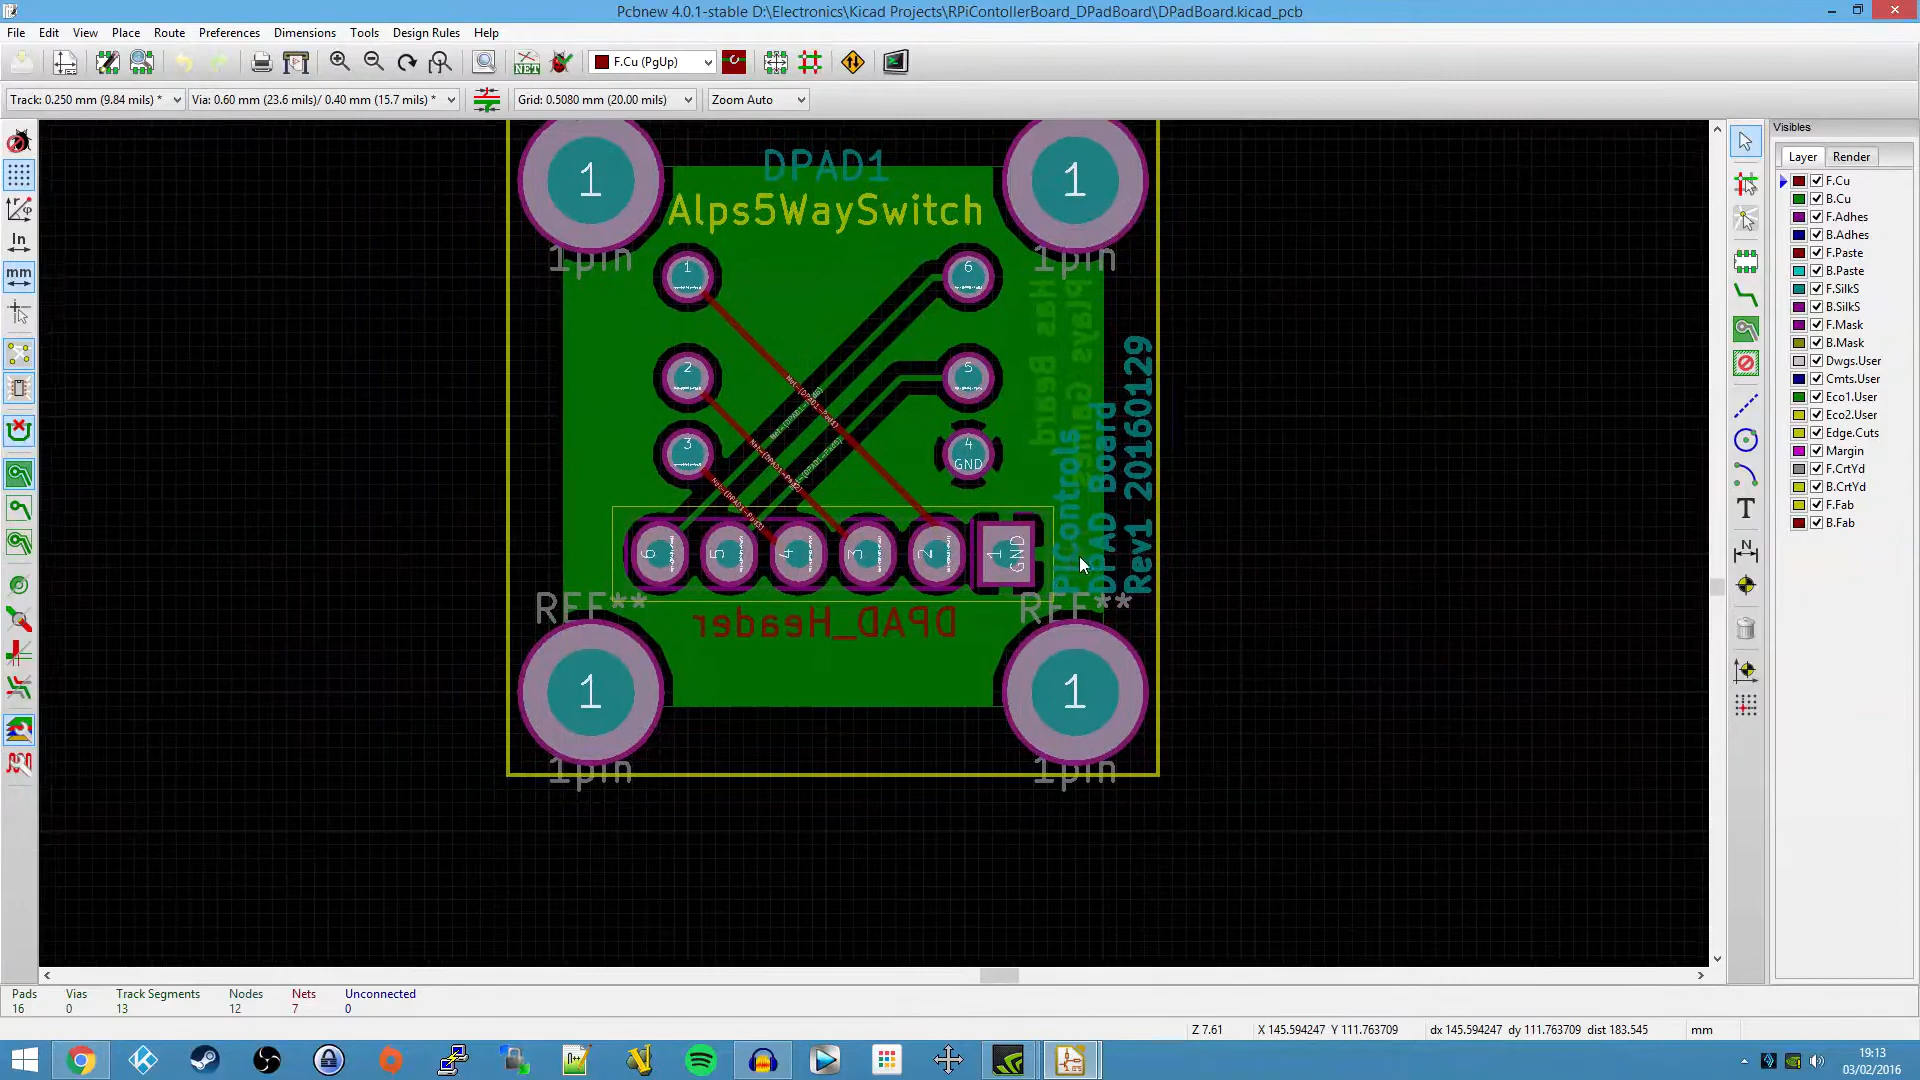 Pcbnew 4.0.1-stable D:\Electronics\Kicad Projects\RPiContollerBoard_DPadBoard\DPadBoard.kicad_pcb
File Edit View Place Route Preferences Dimensions Tools Design Rules Help
NET
F.Cu (PgUp)
Track: 0.250 mm (9.84 mils) *
Via: 0.60 mm (23.6 mils)/ 0.40 mm (15.7 mils) *
Grid: 0.5080 mm (20.00 mils)
Zoom Auto
In
mm
Visibles
Layer
Render
F.Cu
B.Cu
F.Adhes
B.Adhes
F.Paste
B.Paste
F.SilkS
B.SilkS
F.Mask
B.Mask
Dwgs.User
Cmts.User
Eco1.User
Eco2.User
Edge.Cuts
Margin
F.CrtYd
B.CrtYd
F.Fab
B.Fab
DPAD1
Alps5WaySwitch
1
1
1pin
1pin
1
6
2
5
3
4
GND
Has Beard
Plays Games
PiControls
DPAD Board
Rev1 20160129
6
5
4
3
2
1
GND
REF**
REF**
DPAD_Header
1
1
1pin
1pin
Pads
16
Vias
0
Track Segments
13
Nodes
12
Nets
7
Unconnected
0
Z 7.61
X 145.594247 Y 111.763709
dx 145.594247 dy 111.763709 dist 183.545
mm
19:13
03/02/2016